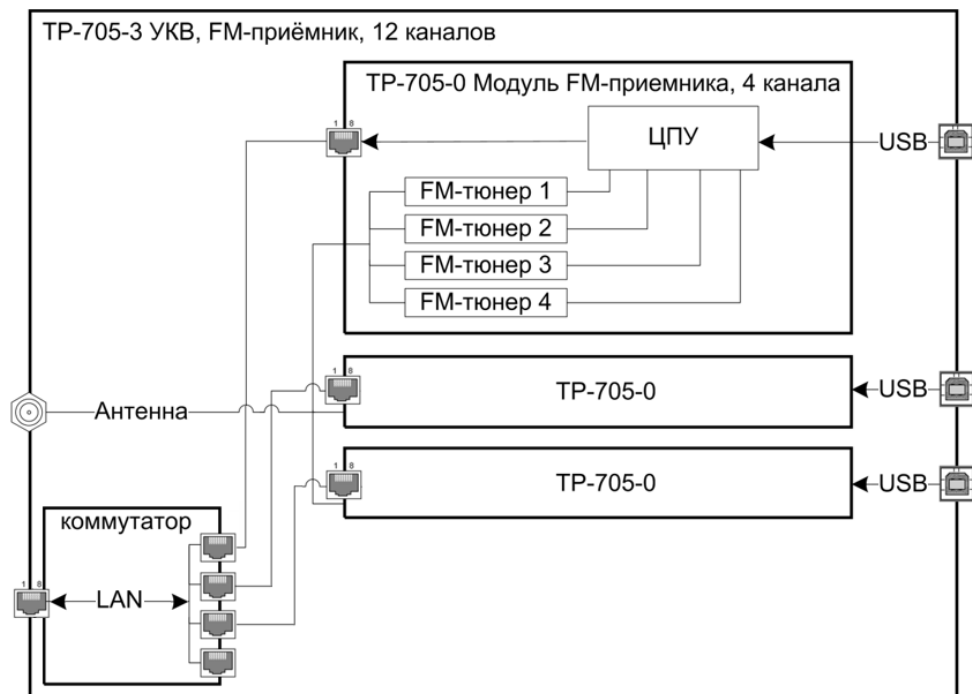 ТР-705-3 УКВ, FM-приёмник, 12 каналов
ТР-705-0 Модуль FM-приемника, 4 канала
1 8
ЦПУ
USB
FM-тюнер 1
FM-тюнер 2
FM-тюнер 3
FM-тюнер 4
1 8
ТР-705-0
USB
Антенна
1 8
ТР-705-0
USB
коммутатор
1 8
LAN